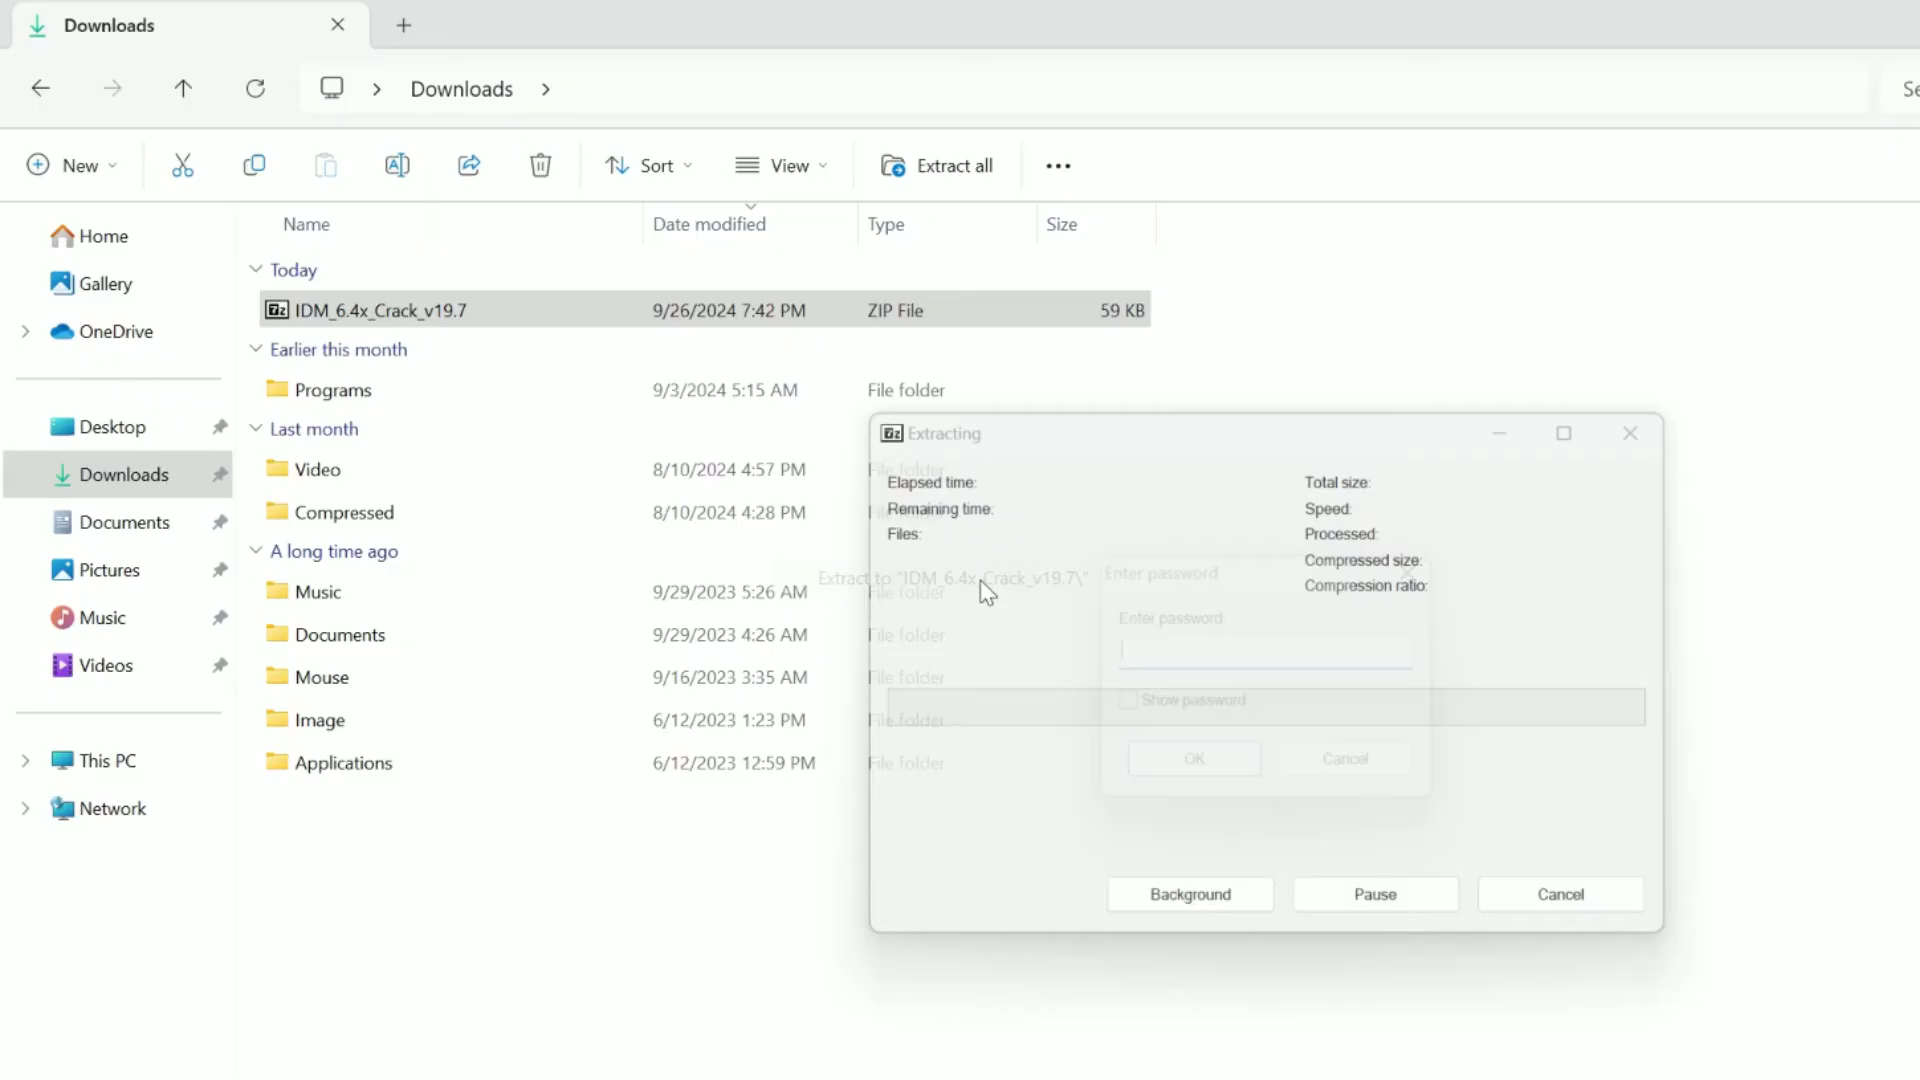 Downloads
Downloads
Se
New
Sort
View
Extract all
Home
Gallery
OneDrive
Desktop
Downloads
Documents
Pictures
Music
Videos
This PC
Network
Name Date modified Type Size
Today
IDM_6.4x_Crack_v19.7 9/26/2024 7:42 PM ZIP File 59 KB
Earlier this month
Programs 9/3/2024 5:15 AM File folder
Last month
Video 8/10/2024 4:57 PM File folder
Compressed 8/10/2024 4:28 PM
A long time ago
Music 9/29/2023 5:26 AM File folder
Documents 9/29/2023 4:26 AM File folder
Mouse 9/16/2023 3:35 AM File folder
Image 6/12/2023 1:23 PM File folder
Applications 6/12/2023 12:59 PM File folder
Extract to "IDM_6.4x_Crack_v19.7\"
7z Extracting
Elapsed time:
Remaining time:
Files:
Total size:
Speed:
Processed:
Compressed size:
Compression ratio:
Enter password
Enter password:
Show password
OK Cancel
Background Pause Cancel